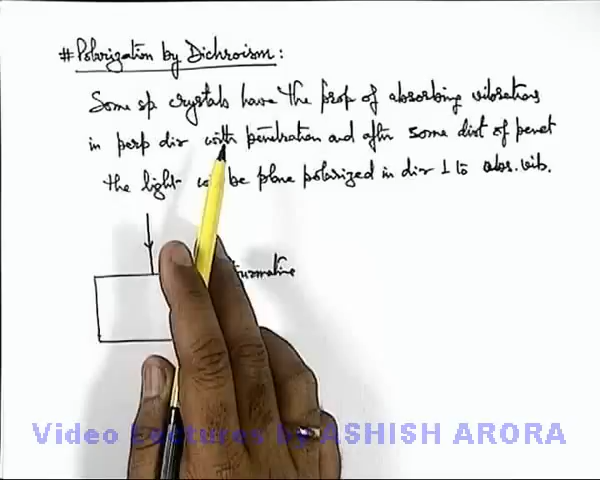 # Polarization by Dichroism :
Some sp crystals have the prop of absorbing vibrations
in perp dir with penetration and after some dist of penet
the light be plane polarized in dir ⊥ to abs. vib.
Video Lectures by ASHISH ARORA